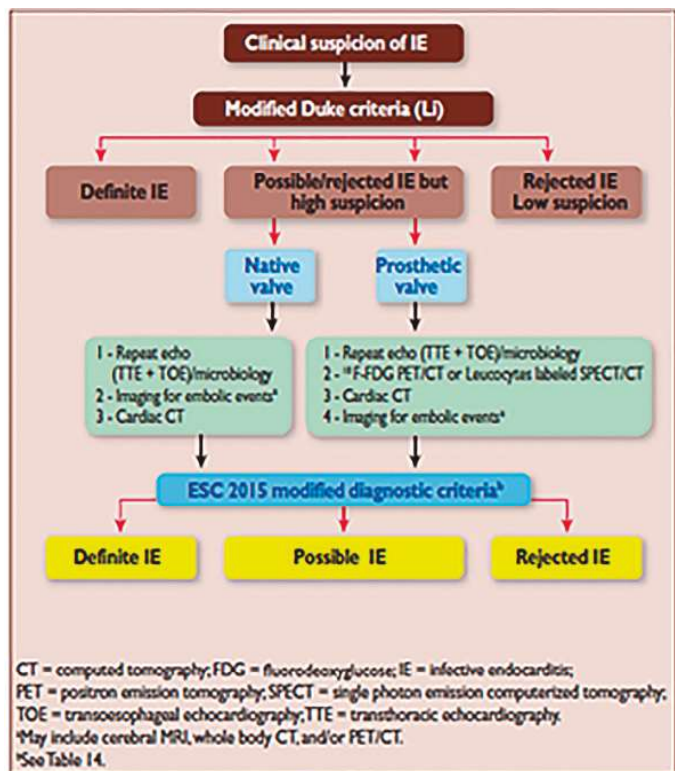 Clinical suspicion of IE
Modified Duke criteria (Li)
Definite IE
Possible/rejected IE but
high suspicion
Rejected IE
Low suspicion
Native
valve
Prosthetic
valve
1 - Repeat echo
(TTE + TOE)/microbiology
2 - Imaging for embolic eventsᵃ
3 - Cardiac CT
1 - Repeat echo (TTE + TOE)/microbiology
2 - ¹⁸F-FDG PET/CT or Leucocytes labeled SPECT/CT
3 - Cardiac CT
4 - Imaging for embolic eventsᵃ
ESC 2015 modified diagnostic criteriaᵇ
Definite IE
Possible IE
Rejected IE
CT = computed tomography; FDG = fluorodeoxyglucose; IE = infective endocarditis;
PET = positron emission tomography; SPECT = single photon emission computerized tomography;
TOE = transoesophageal echocardiography; TTE = transthoracic echocardiography.
ᵃMay include cerebral MRI, whole body CT, and/or PET/CT.
ᵇSee Table 14.